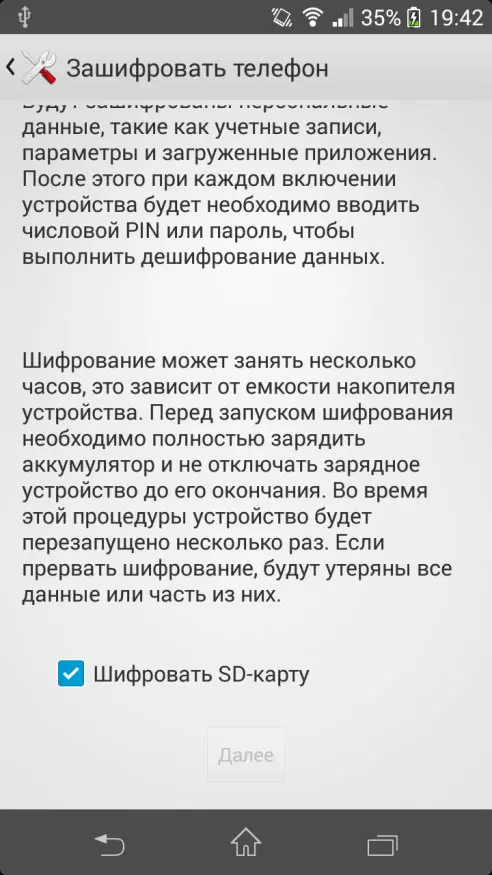 35% 19:42
Зашифровать телефон
Будут зашифрованы персональные
данные, такие как учетные записи,
параметры и загруженные приложения.
После этого при каждом включении
устройства будет необходимо вводить
числовой PIN или пароль, чтобы
выполнить дешифрование данных.
Шифрование может занять несколько
часов, это зависит от емкости накопителя
устройства. Перед запуском шифрования
необходимо полностью зарядить
аккумулятор и не отключать зарядное
устройство до его окончания. Во время
этой процедуры устройство будет
перезапущено несколько раз. Если
прервать шифрование, будут утеряны все
данные или часть из них.
Шифровать SD-карту
Далее